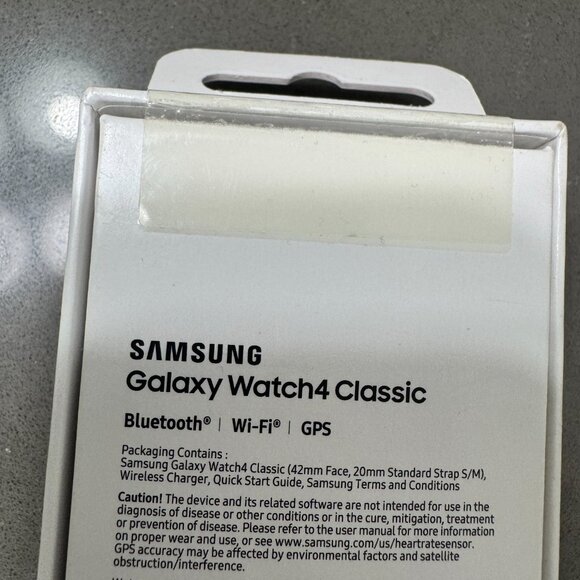 SAMSUNG
Galaxy Watch4 Classic
Bluetooth® | Wi-Fi® | GPS
Packaging Contains :
Samsung Galaxy Watch4 Classic (42mm Face, 20mm Standard Strap S/M),
Wireless Charger, Quick Start Guide, Samsung Terms and Conditions
Caution! The device and its related software are not intended for use in the
diagnosis of disease or other conditions or in the cure, mitigation, treatment
or prevention of disease. Please refer to the user manual for more information
on proper wear and use, or see www.samsung.com/us/heartratesensor.
GPS accuracy may be affected by environmental factors and satellite
obstruction/interference.